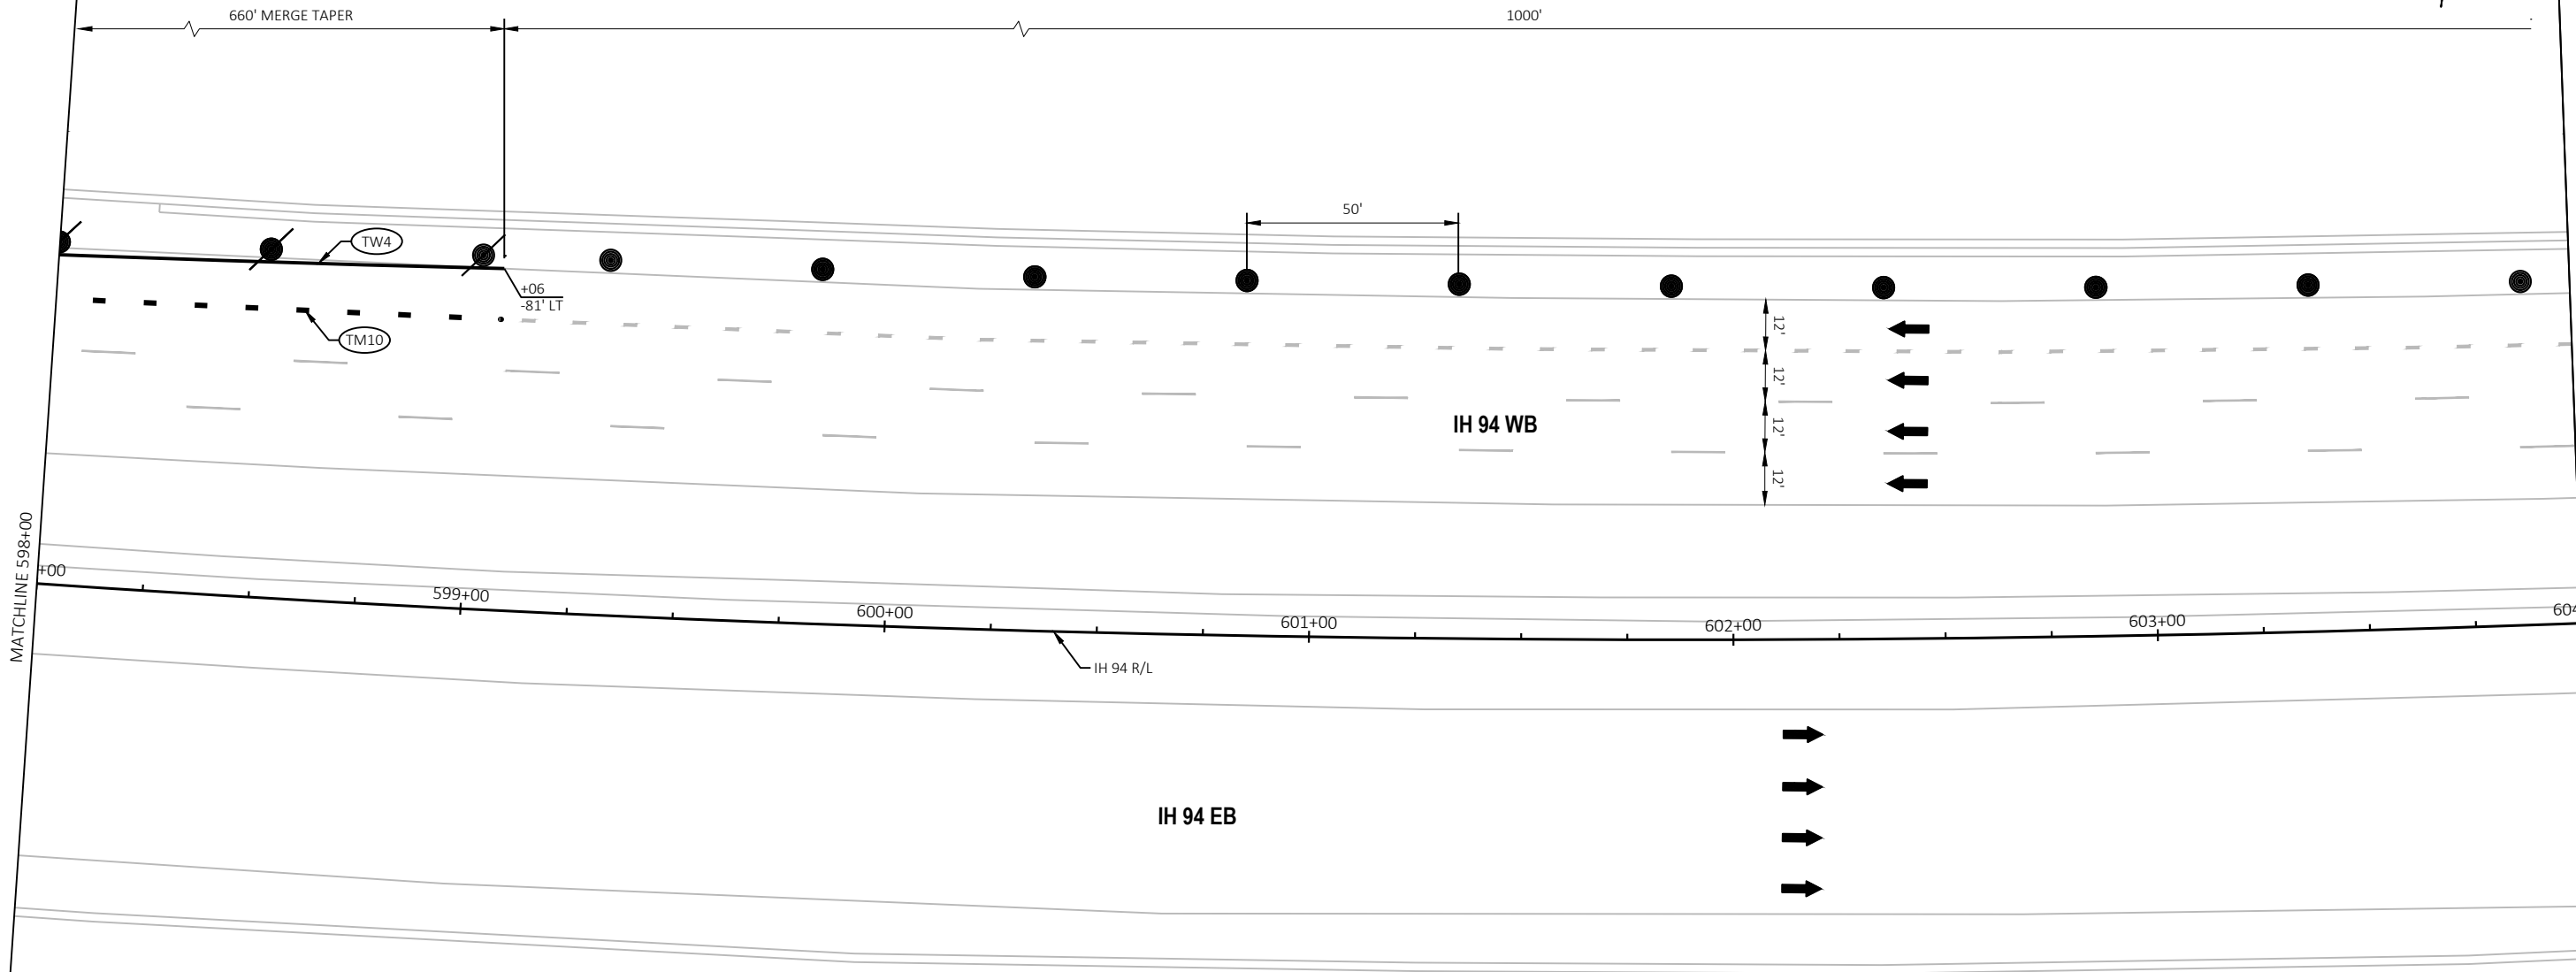 660' MERGE TAPER
1000'
50'
TW4
+06
-81' LT
TM10
12'
12'
12'
12'
IH 94 WB
MATCHLINE 598+00
+00
599+00
600+00
601+00
602+00
603+00
604
IH 94 R/L
IH 94 EB